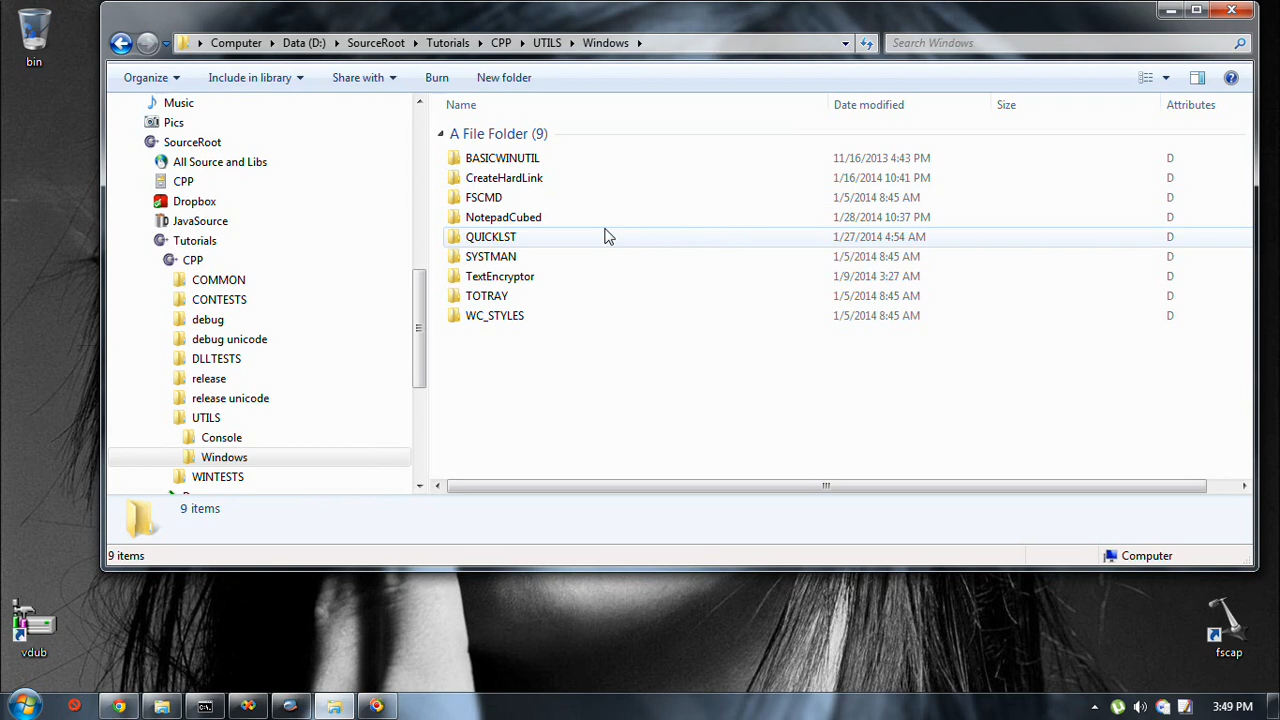 bin
Computer Data (D:) SourceRoot Tutorials CPP UTILS Windows
Search Windows
Organize Include in library Share with Burn New folder
Music
Pics
SourceRoot
All Source and Libs
CPP
Dropbox
JavaSource
Tutorials
CPP
COMMON
CONTESTS
debug
debug unicode
DLLTESTS
release
release unicode
UTILS
Console
Windows
WINTESTS
Name Date modified Size Attributes
A File Folder (9)
BASICWINUTIL 11/16/2013 4:43 PM D
CreateHardLink 1/16/2014 10:41 PM D
FSCMD 1/5/2014 8:45 AM D
NotepadCubed 1/28/2014 10:37 PM D
QUICKLST 1/27/2014 4:54 AM D
SYSTMAN 1/5/2014 8:45 AM D
TextEncryptor 1/9/2014 3:27 AM D
TOTRAY 1/5/2014 8:45 AM D
WC_STYLES 1/5/2014 8:45 AM D
9 items
9 items Computer
vdub
fscap
3:49 PM